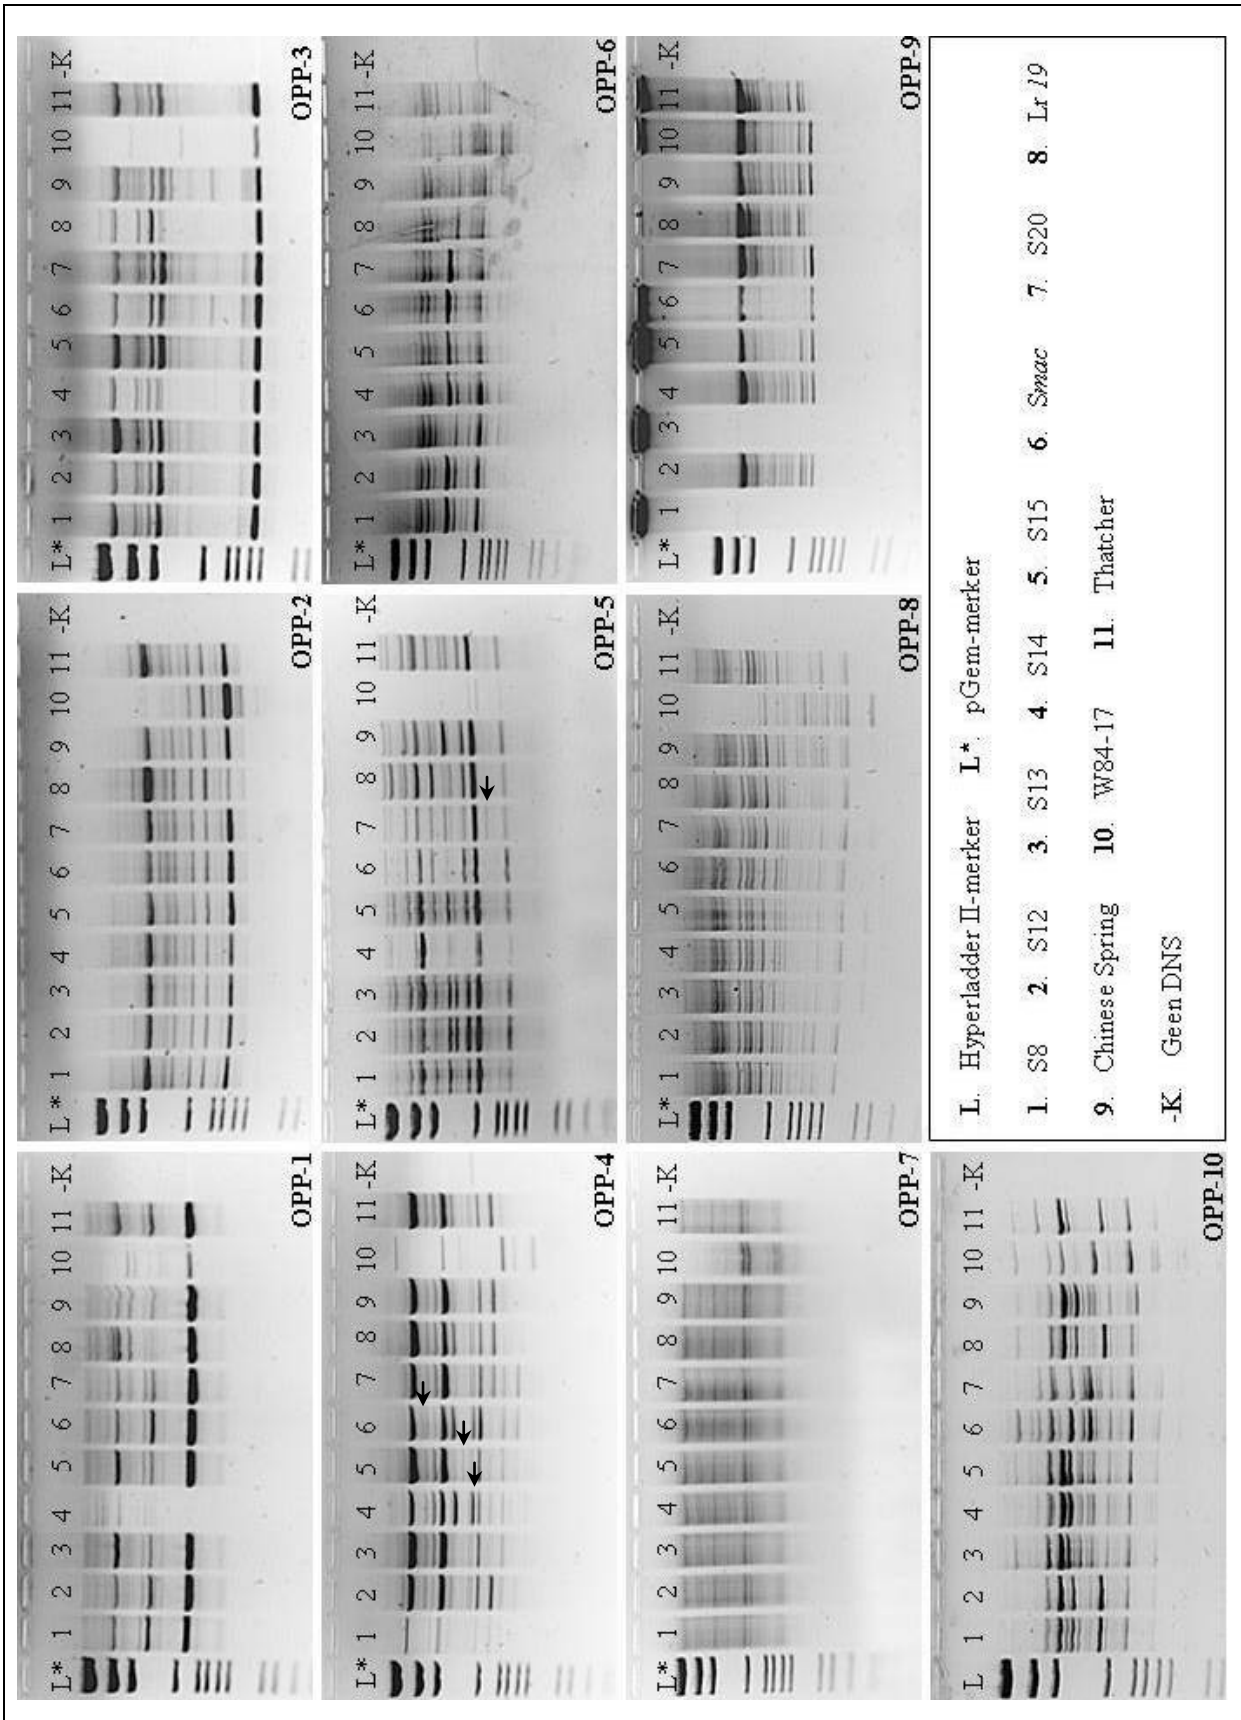 L* 1 2 3 4 5 6 7 8 9 10 11 -K
OPP-1
L* 1 2 3 4 5 6 7 8 9 10 11 -K
OPP-2
L* 1 2 3 4 5 6 7 8 9 10 11 -K
OPP-3
L* 1 2 3 4 5 6 7 8 9 10 11 -K
OPP-4
L* 1 2 3 4 5 6 7 8 9 10 11 -K
OPP-5
L* 1 2 3 4 5 6 7 8 9 10 11 -K
OPP-6
L* 1 2 3 4 5 6 7 8 9 10 11 -K
OPP-7
L* 1 2 3 4 5 6 7 8 9 10 11 -K
OPP-8
L* 1 2 3 4 5 6 7 8 9 10 11 -K
OPP-9
L 1 2 3 4 5 6 7 8 9 10 11 -K
OPP-10
L. Hyperladder II-merker L*. pGem-merker
1. S8 2. S12 3. S13 4. S14 5. S15 6. Smac 7. S20 8. Lr 19
9. Chinese Spring 10. W84-17 11. Thatcher
-K. Geen DNS